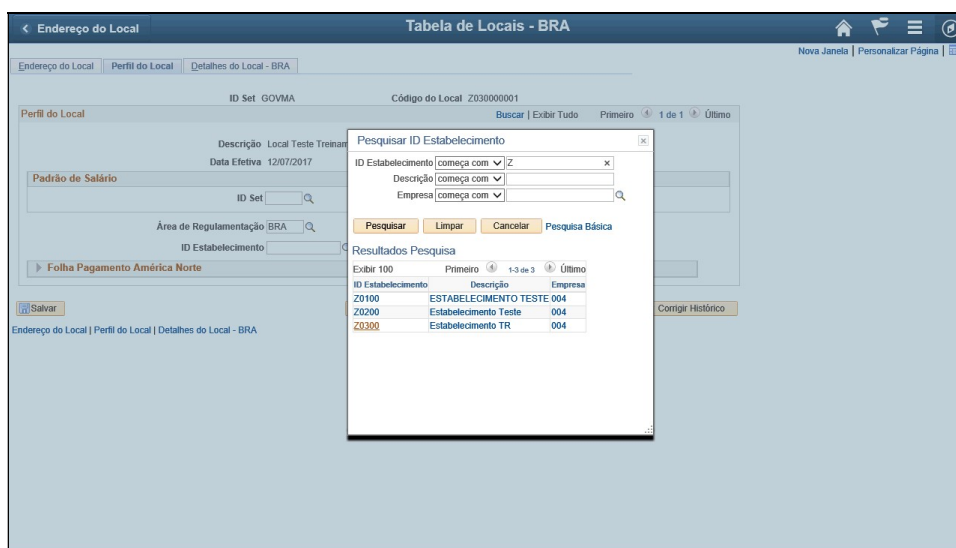 Endereço do Local
Tabela de Locais - BRA
Nova Janela | Personalizar Página |
Endereço do Local Perfil do Local Detalhes do Local - BRA
ID Set GOVMA Código do Local Z030000001
Perfil do Local Buscar | Exibir Tudo Primeiro 1 de 1 Último
Descrição Local Teste Treinam
Data Efetiva 12/07/2017
Padrão de Salário
ID Set
Área de Regulamentação BRA
ID Estabelecimento
Folha Pagamento América Norte
Salvar
Corrigir Histórico
Endereço do Local | Perfil do Local | Detalhes do Local - BRA
Pesquisar ID Estabelecimento
ID Estabelecimento começa com Z
Descrição começa com
Empresa começa com
Pesquisar Limpar Cancelar Pesquisa Básica
Resultados Pesquisa
Exibir 100 Primeiro 1-3 de 3 Último
ID Estabelecimento Descrição Empresa
Z0100 ESTABELECIMENTO TESTE 004
Z0200 Estabelecimento Teste 004
Z0300 Estabelecimento TR 004